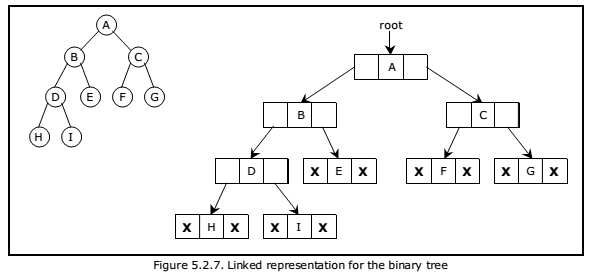 A
B C
D E F G
H I
root
A
B C
D X E X X F X X G X
X H X X I X
Figure 5.2.7. Linked representation for the binary tree